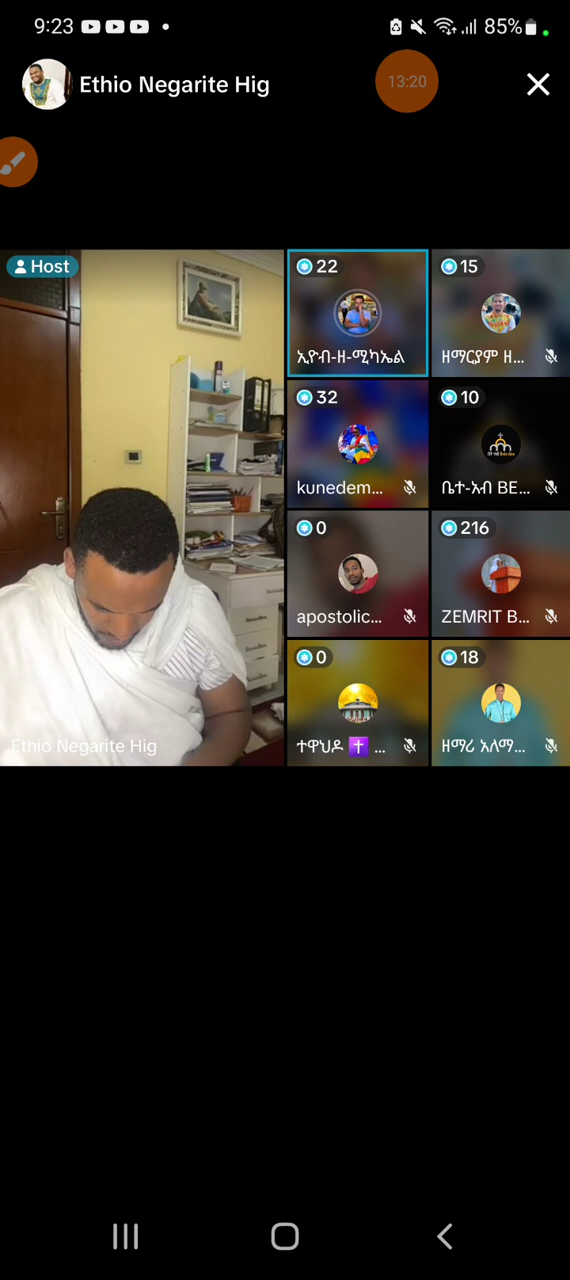 9:23
85%
Ethio Negarite Hig
13:20
Host
22
15
ኢዮብ-ዘ-ሚካኤል
ዘማርያም ዘ...
32
10
kunedem...
ቤተ-አብ BE...
0
216
apostolic...
ZEMRIT B...
0
18
Ethio Negarite Hig
ተዋህዶ ✝️ ...
ዘማሪ አለማ...